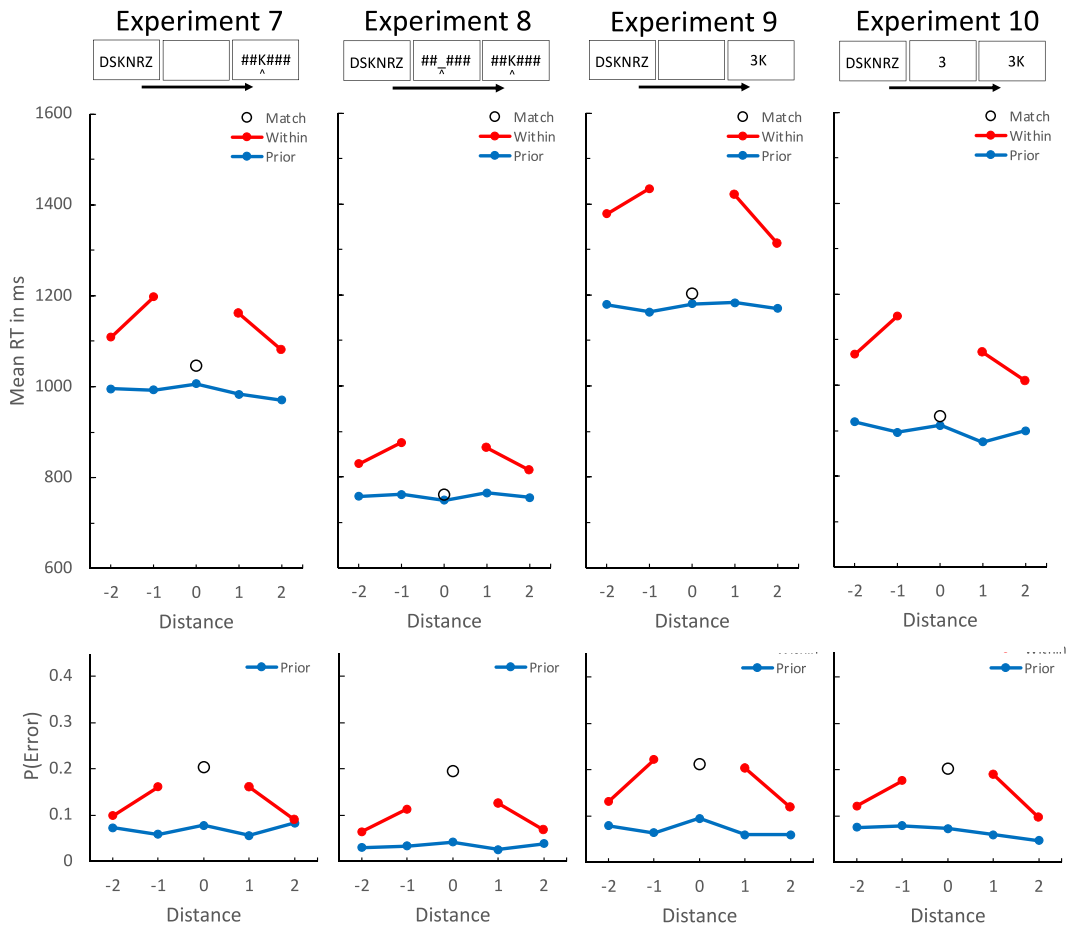 Experiment 7 Experiment 8 Experiment 9 Experiment 10
DSKNRZ ##K### DSKNRZ ##_### ##K### DSKNRZ 3K DSKNRZ 3 3K
^ ^ ^
1600 Match Match Match Match
Within Within Within Within
Prior Prior Prior Prior
1400
1200
Mean RT in ms
1000
800
600
-2 -1 0 1 2 -2 -1 0 1 2 -2 -1 0 1 2 -2 -1 0 1 2
Distance Distance Distance Distance
Prior Prior Prior Prior
0.4
0.3
P(Error)
0.2
0.1
0
-2 -1 0 1 2 -2 -1 0 1 2 -2 -1 0 1 2 -2 -1 0 1 2
Distance Distance Distance Distance